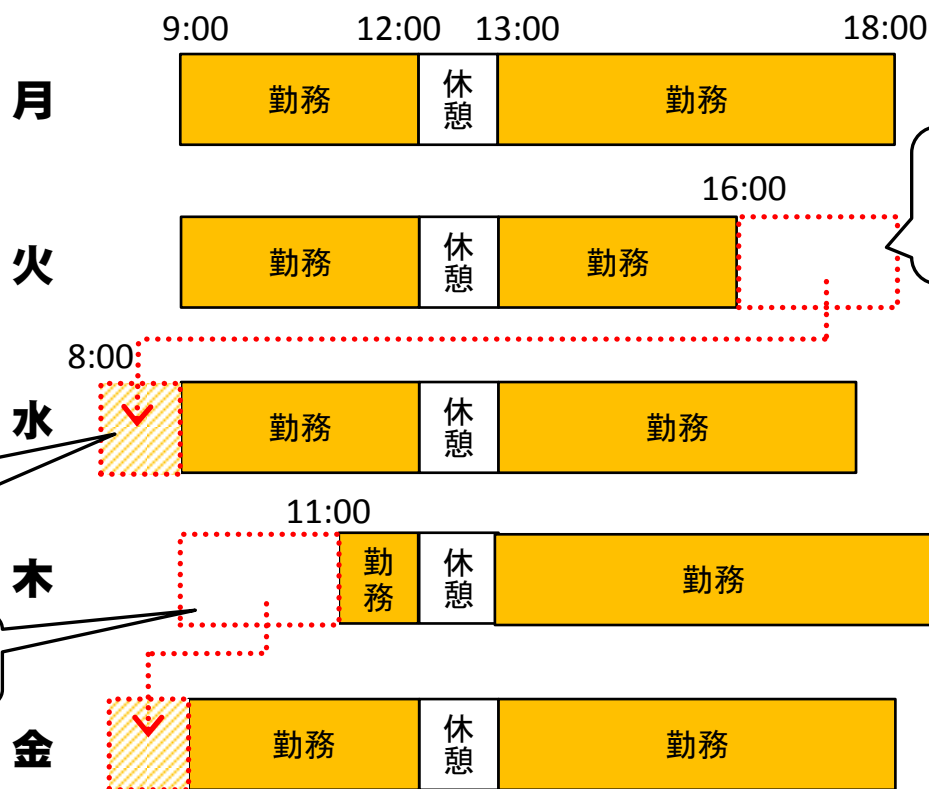 9:00 12:00 13:00 18:00
月 勤務 休憩 勤務
16:00
火 勤務 休憩 勤務
8:00
水 勤務 休憩 勤務
11:00
木 勤務 休憩 勤務
金 勤務 休憩 勤務